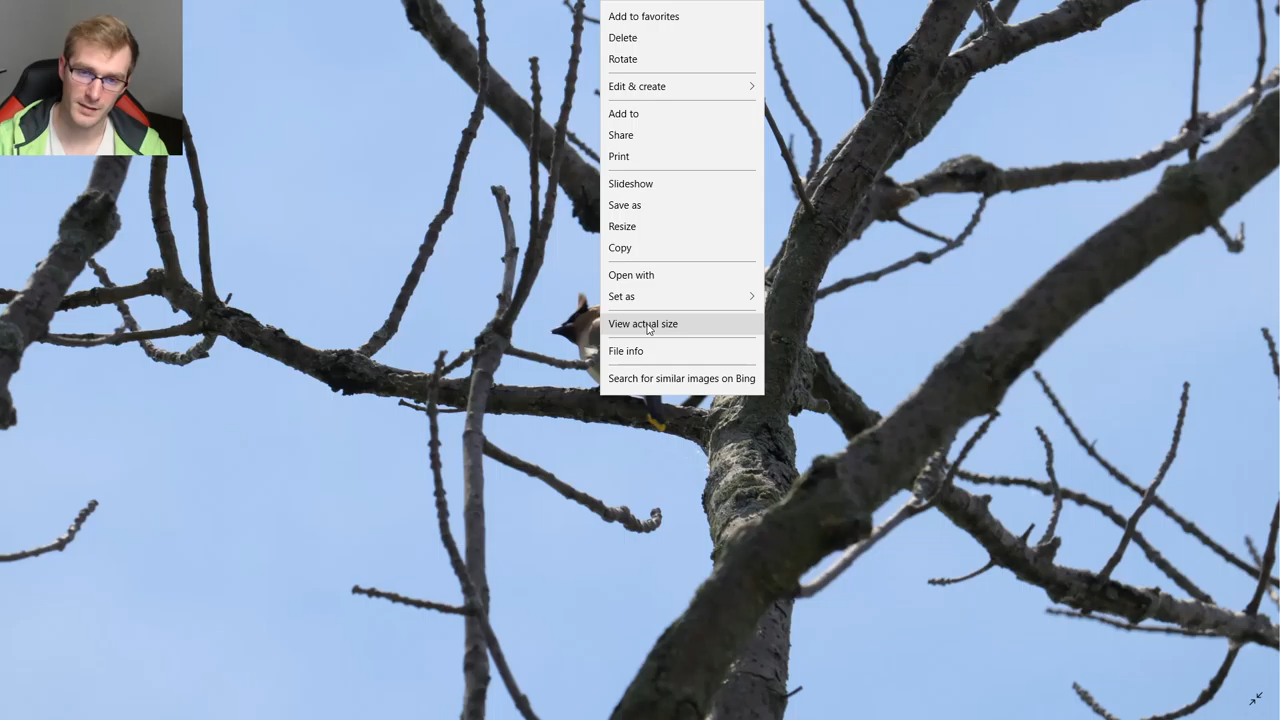 Add to favorites
Delete
Rotate
Edit & create
Add to
Share
Print
Slideshow
Save as
Resize
Copy
Open with
Set as
View actual size
File info
Search for similar images on Bing